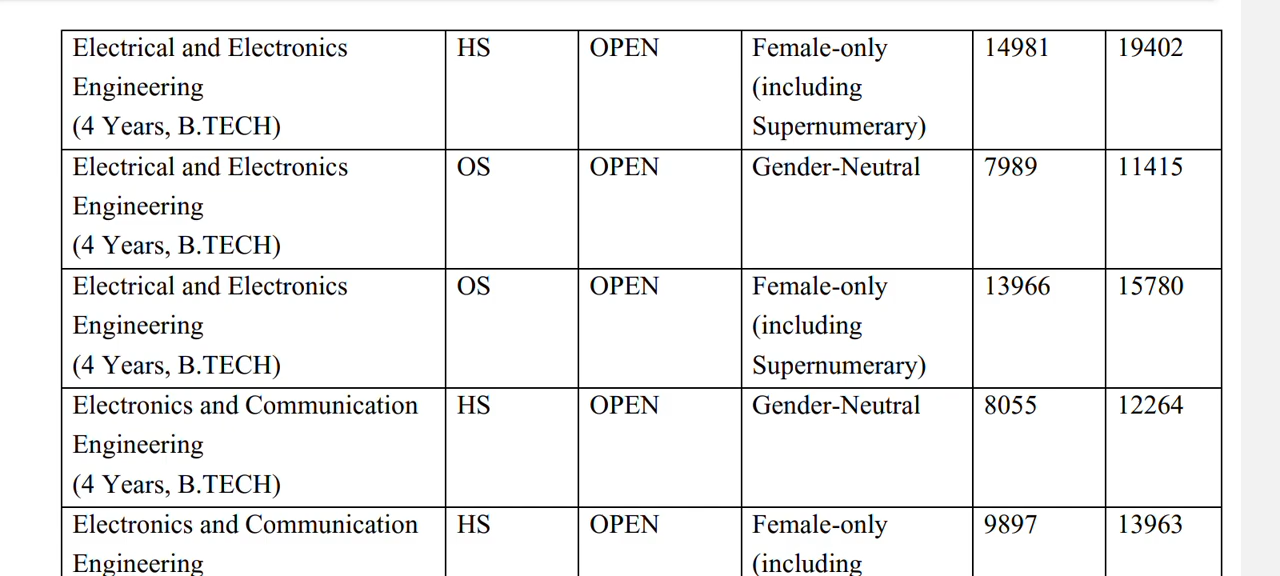 Electrical and Electronics HS OPEN Female-only 14981 19402
Engineering (including
(4 Years, B.TECH) Supernumerary)
Electrical and Electronics OS OPEN Gender-Neutral 7989 11415
Engineering
(4 Years, B.TECH)
Electrical and Electronics OS OPEN Female-only 13966 15780
Engineering (including
(4 Years, B.TECH) Supernumerary)
Electronics and Communication HS OPEN Gender-Neutral 8055 12264
Engineering
(4 Years, B.TECH)
Electronics and Communication HS OPEN Female-only 9897 13963
Engineering (including